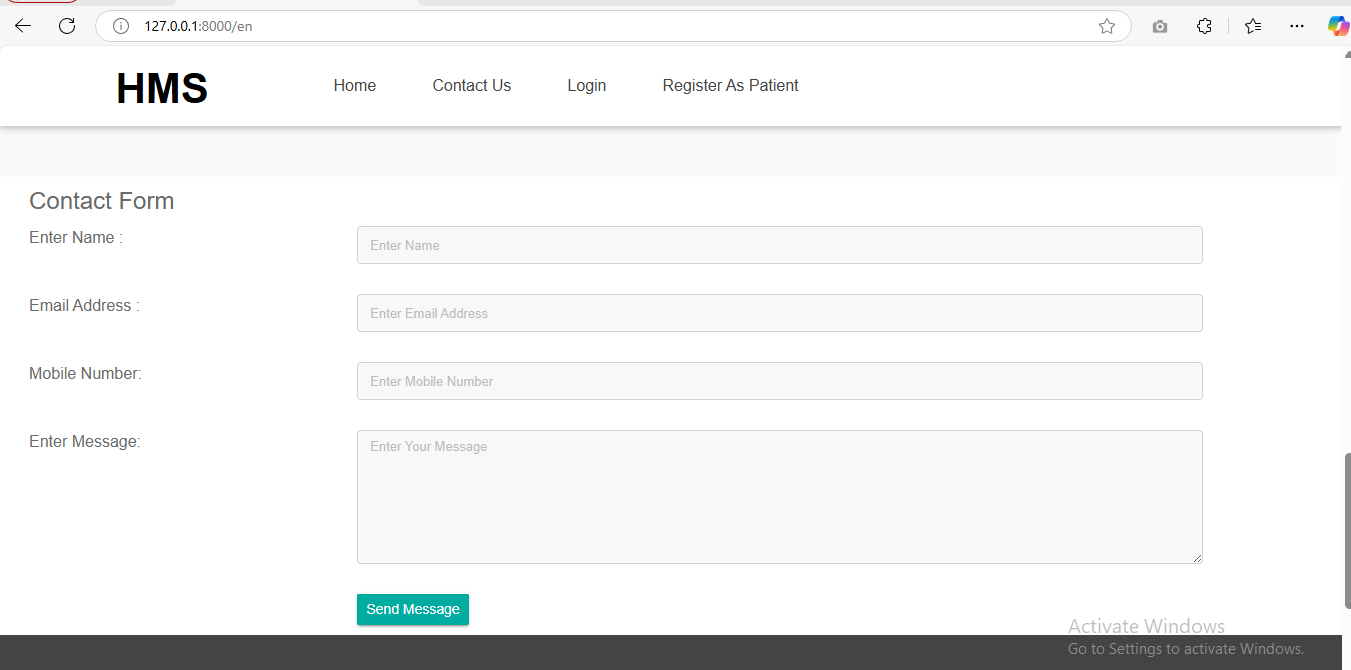 127.0.0.1:8000/en
HMS Home Contact Us Login Register As Patient
Contact Form
Enter Name : Enter Name
Email Address : Enter Email Address
Mobile Number: Enter Mobile Number
Enter Message: Enter Your Message
Send Message
Activate Windows
Go to Settings to activate Windows.